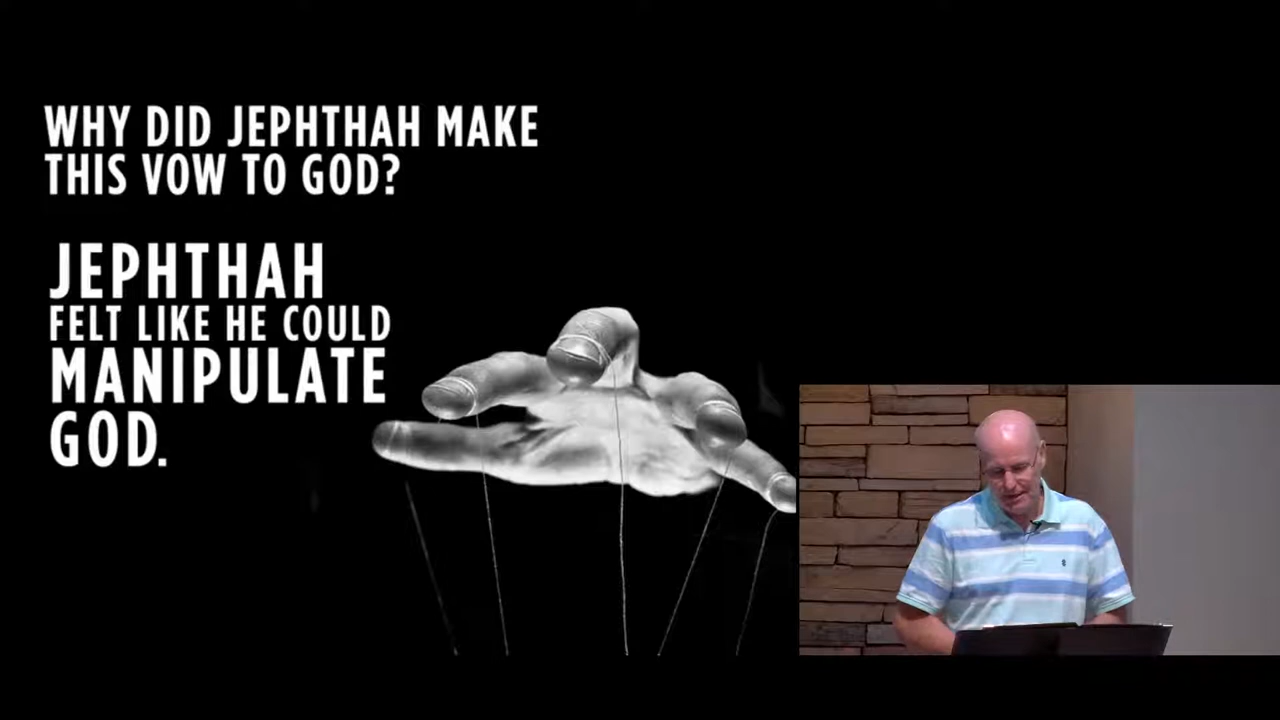 WHY DID JEPHTHAH MAKE
THIS VOW TO GOD?
JEPHTHAH
FELT LIKE HE COULD
MANIPULATE
GOD.